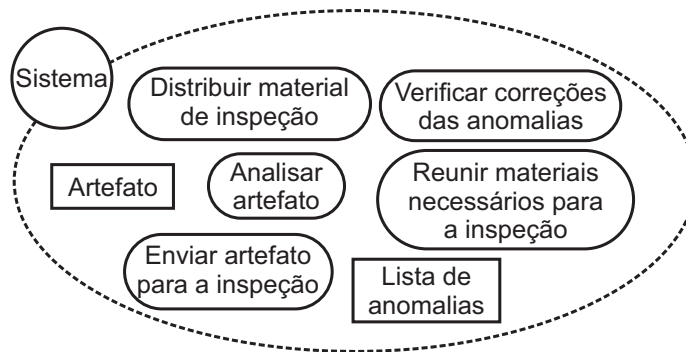 Sistema
Distribuir material
de inspeção
Verificar correções
das anomalias
Artefato
Analisar
artefato
Reunir materiais
necessários para
a inspeção
Enviar artefato
para a inspeção
Lista de
anomalias